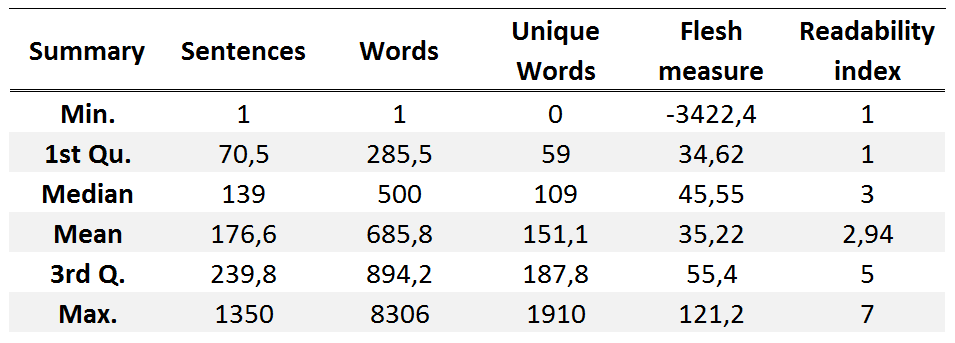 Summary Sentences Words Unique Words Flesh measure Readability index
Min. 1 1 0 -3422,4 1
1st Qu. 70,5 285,5 59 34,62 1
Median 139 500 109 45,55 3
Mean 176,6 685,8 151,1 35,22 2,94
3rd Q. 239,8 894,2 187,8 55,4 5
Max. 1350 8306 1910 121,2 7